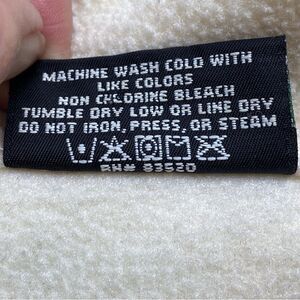 MACHINE WASH COLD WITH
LIKE COLORS
NON CHLORINE BLEACH
TUMBLE DRY LOW OR LINE DRY
DO NOT IRON, PRESS, OR STEAM
RN# 83520